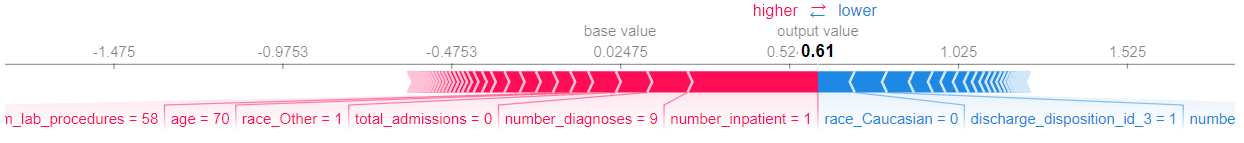 higher ⇄ lower
base value output value
-1.475 -0.9753 -0.4753 0.02475 0.52 0.61 1.025 1.525
m_lab_procedures = 58 age = 70 race_Other = 1 total_admissions = 0 number_diagnoses = 9 number_inpatient = 1 race_Caucasian = 0 discharge_disposition_id_3 = 1 numbe